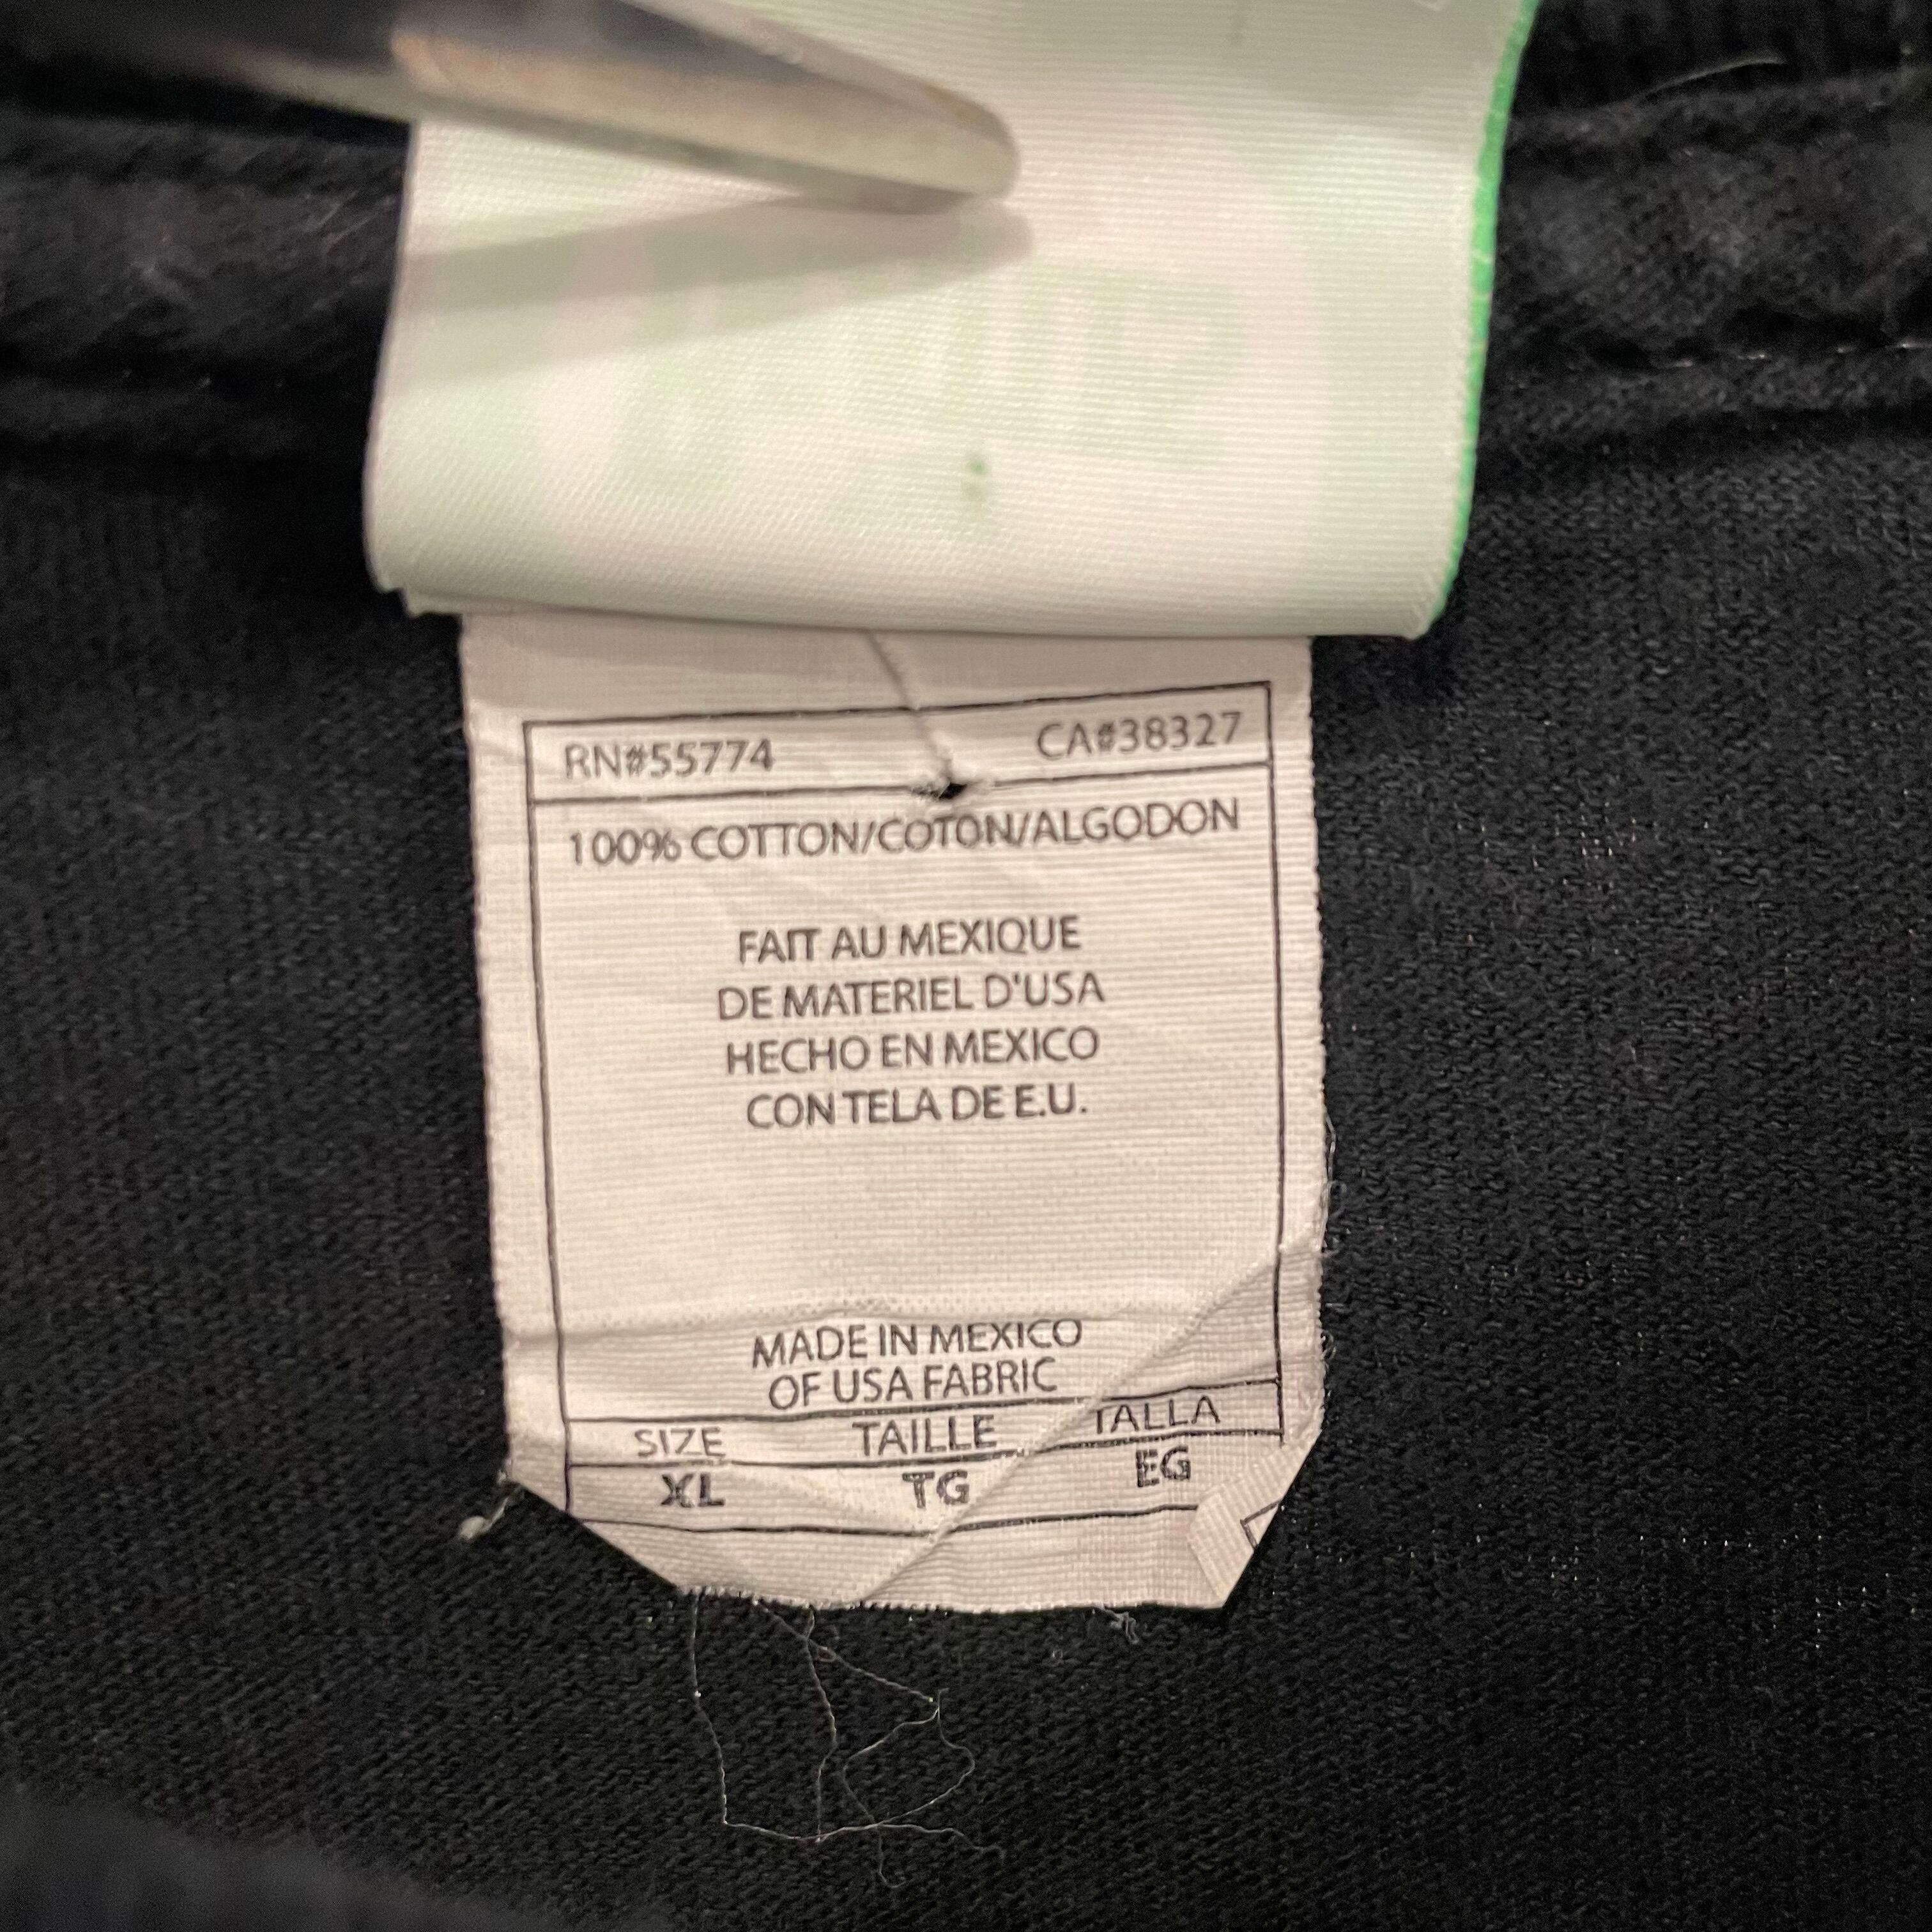 RN#55774 CA#38327
100% COTTON/COTON/ALGODON
FAIT AU MEXIQUE
DE MATERIEL D'USA
HECHO EN MEXICO
CON TELA DE E.U.
MADE IN MEXICO
OF USA FABRIC
SIZE TAILLE TALLA
XL TG EG